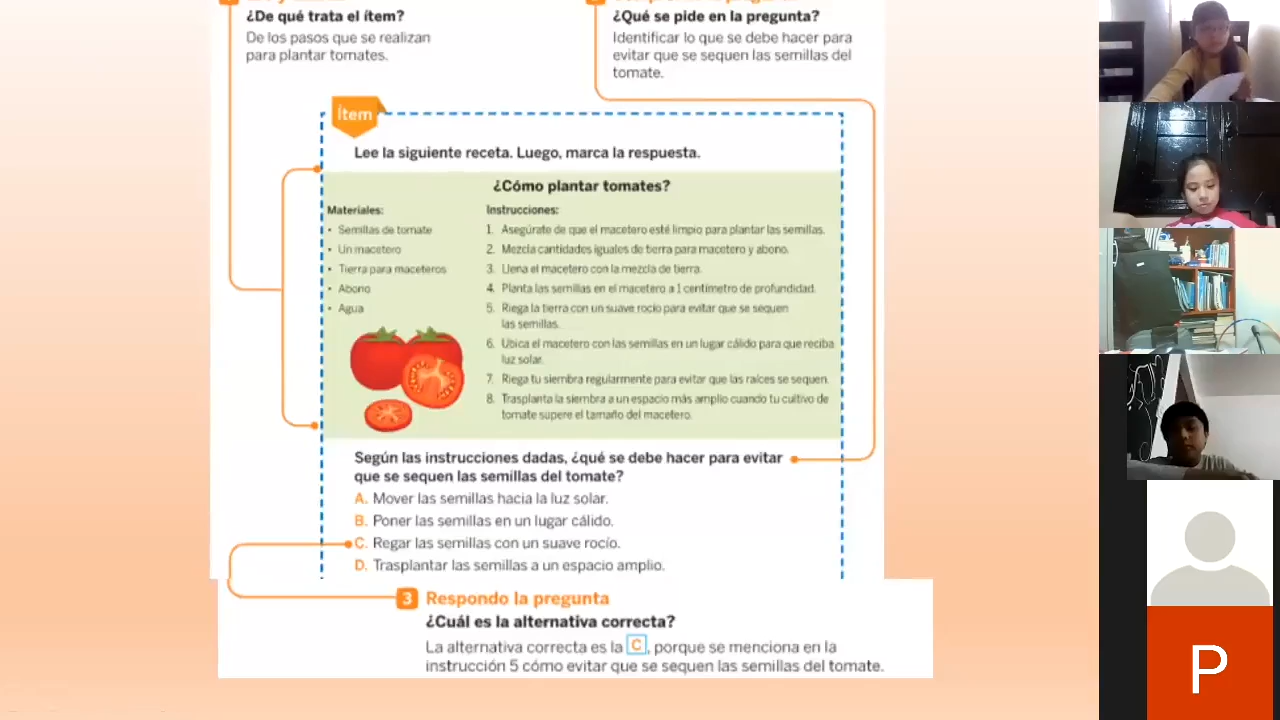 ¿De qué trata el ítem?
De los pasos que se realizan
para plantar tomates.
¿Qué se pide en la pregunta?
Identificar lo que se debe hacer para
evitar que se sequen las semillas del
tomate.
Ítem
Lee la siguiente receta. Luego, marca la respuesta.
¿Cómo plantar tomates?
Materiales:
• Semillas de tomate
• Un macetero
• Tierra para maceteros
• Abono
• Agua
Instrucciones:
1. Asegúrate de que el macetero esté limpio para plantar las semillas.
2. Mezcla cantidades iguales de tierra para macetero y abono.
3. Llena el macetero con la mezcla de tierra.
4. Planta las semillas en el macetero a 1 centímetro de profundidad.
5. Riega la tierra con un suave rocío para evitar que se sequen
las semillas.
6. Ubica el macetero con las semillas en un lugar cálido para que reciba
luz solar.
7. Riega tu siembra regularmente para evitar que las raíces se sequen.
8. Trasplanta la siembra a un espacio más amplio cuando tu cultivo de
tomate supere el tamaño del macetero.
Según las instrucciones dadas, ¿qué se debe hacer para evitar
que se sequen las semillas del tomate?
A. Mover las semillas hacia la luz solar.
B. Poner las semillas en un lugar cálido.
C. Regar las semillas con un suave rocío.
D. Trasplantar las semillas a un espacio amplio.
3 Respondo la pregunta
¿Cuál es la alternativa correcta?
La alternativa correcta es la C, porque se menciona en la
instrucción 5 cómo evitar que se sequen las semillas del tomate.
P